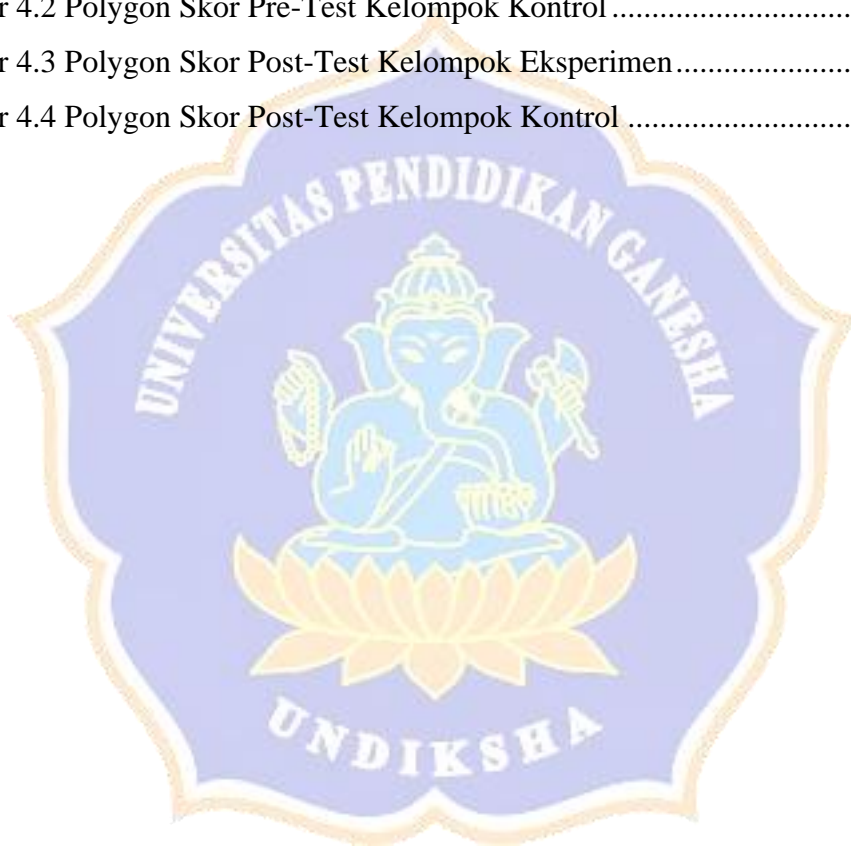 r 4.2 Polygon Skor Pre-Test Kelompok Kontrol............................
r 4.3 Polygon Skor Post-Test Kelompok Eksperimen.....................
r 4.4 Polygon Skor Post-Test Kelompok Kontrol ..........................
UNIVERSITAS PENDIDIKAN GANESHA
UNDIKSHA